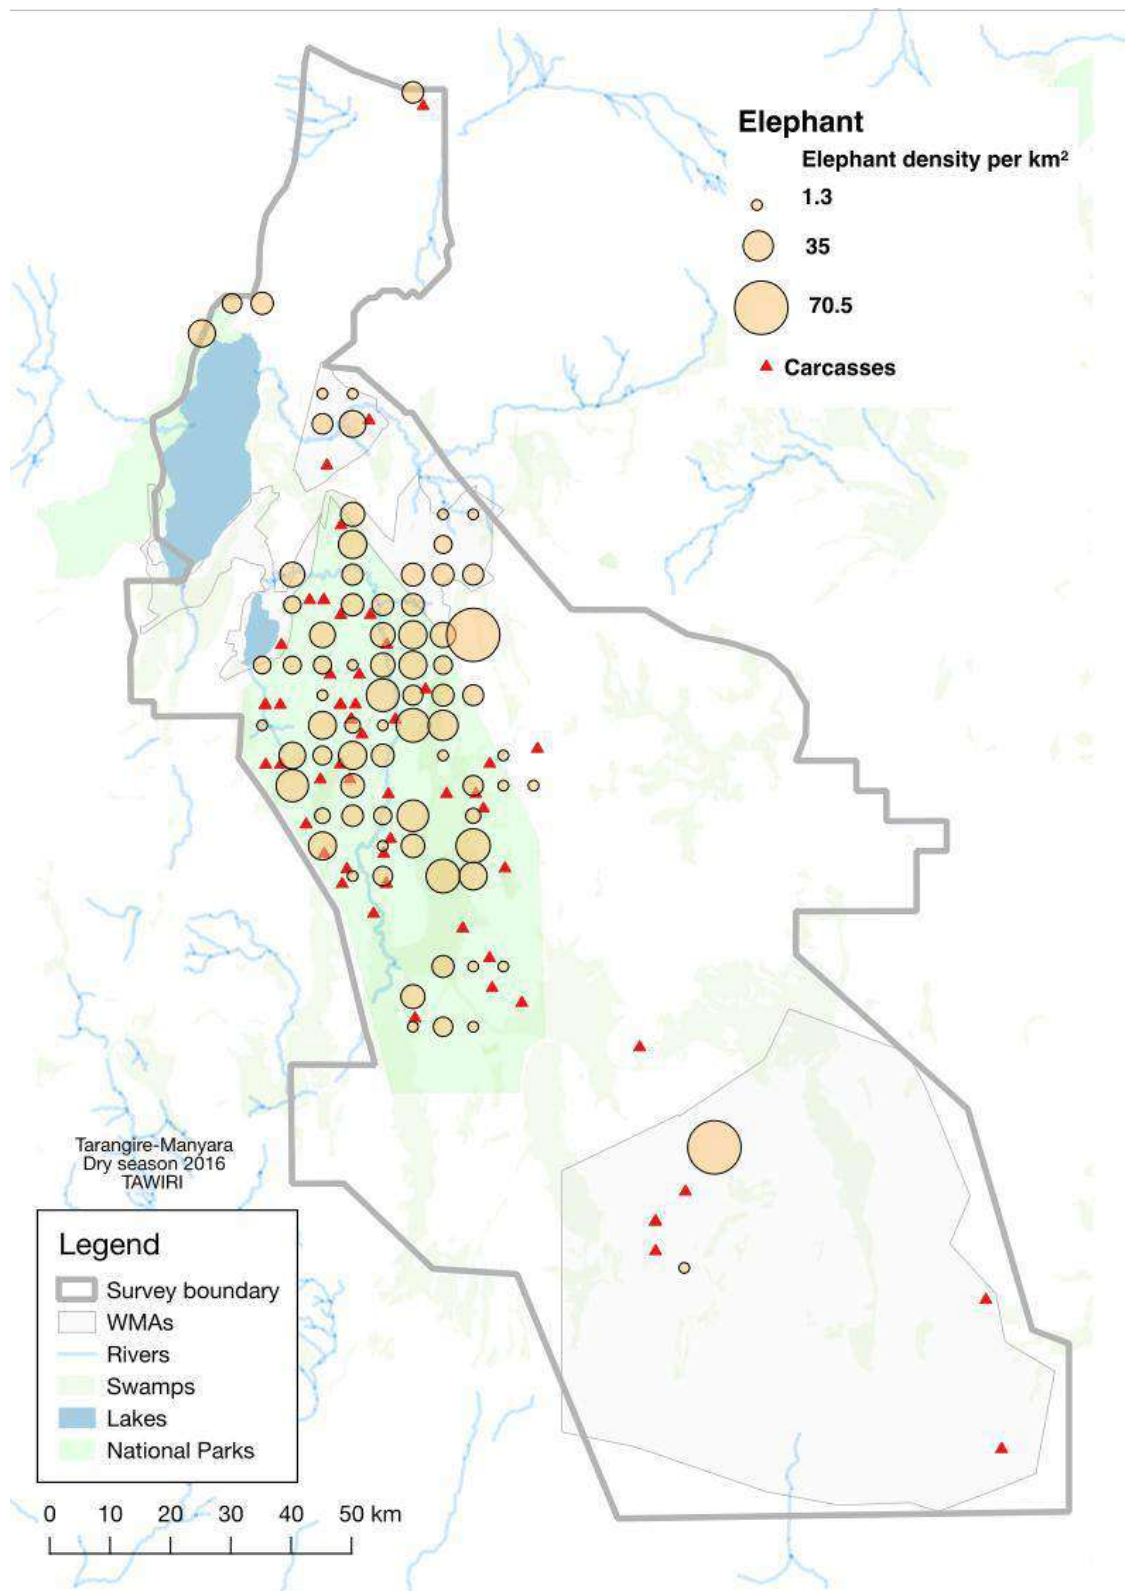 Elephant
Elephant density per km²
1.3
35
70.5
Carcasses
Tarangire-Manyara
Dry season 2016
TAWIRI
Legend
Survey boundary
WMAs
Rivers
Swamps
Lakes
National Parks
0 10 20 30 40 50 km